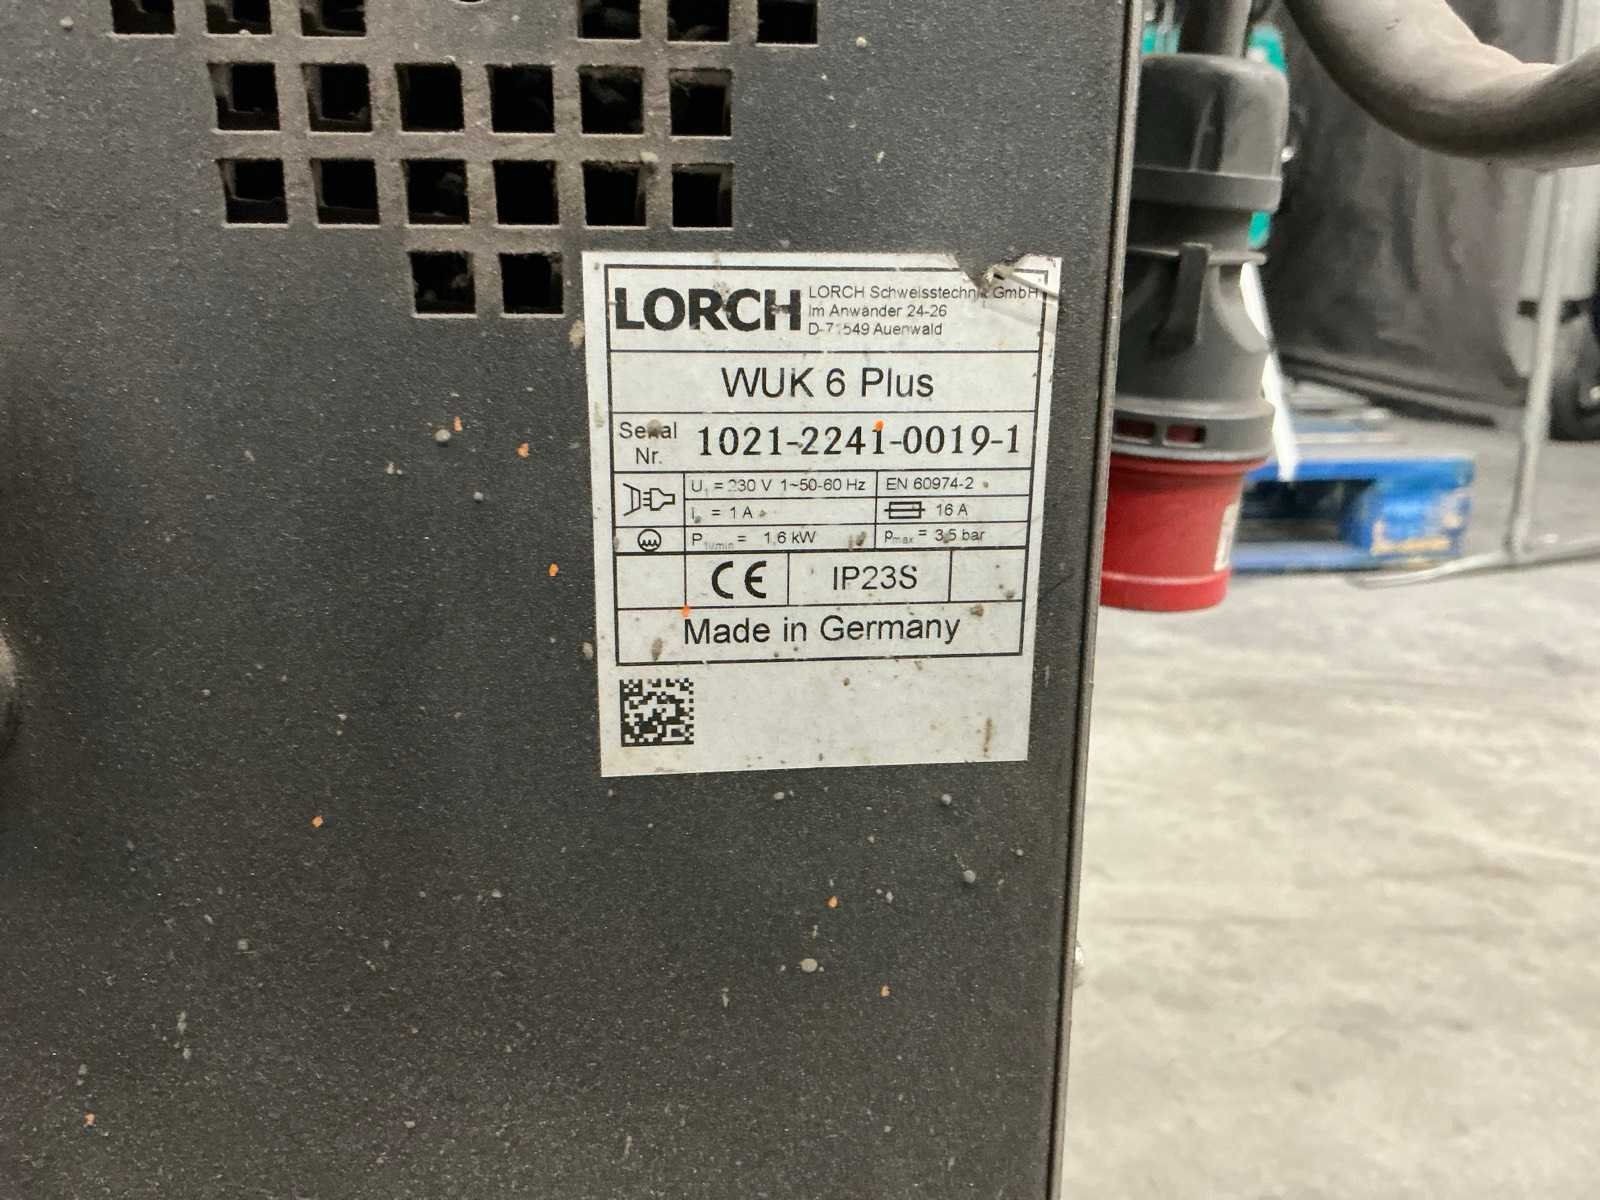 LORCH
LORCH Schweisstechnik GmbH
Im Anwander 24-26
D-71549 Auenwald
WUK 6 Plus
Serial Nr. 1021-2241-0019-1
U₁ = 230 V 1~50-60 Hz EN 60974-2
= 1 A 16 A
P1l/min = 1,6 kW pmax = 3,5 bar
CE IP23S
Made in Germany